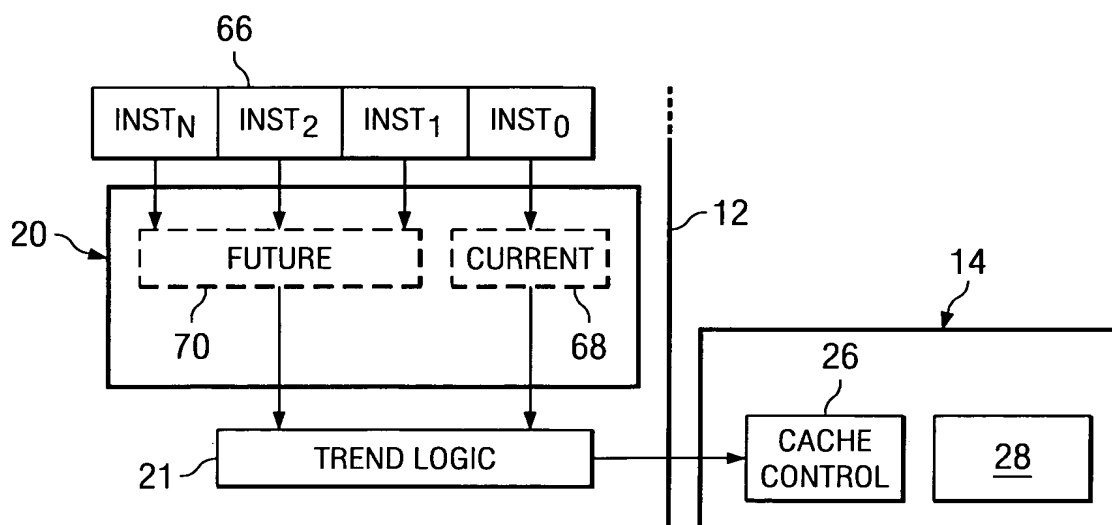 66
INST_N INST_2 INST_1 INST_0
20
FUTURE
CURRENT
12
70
68
14
26
TREND LOGIC
21
CACHE
CONTROL
28